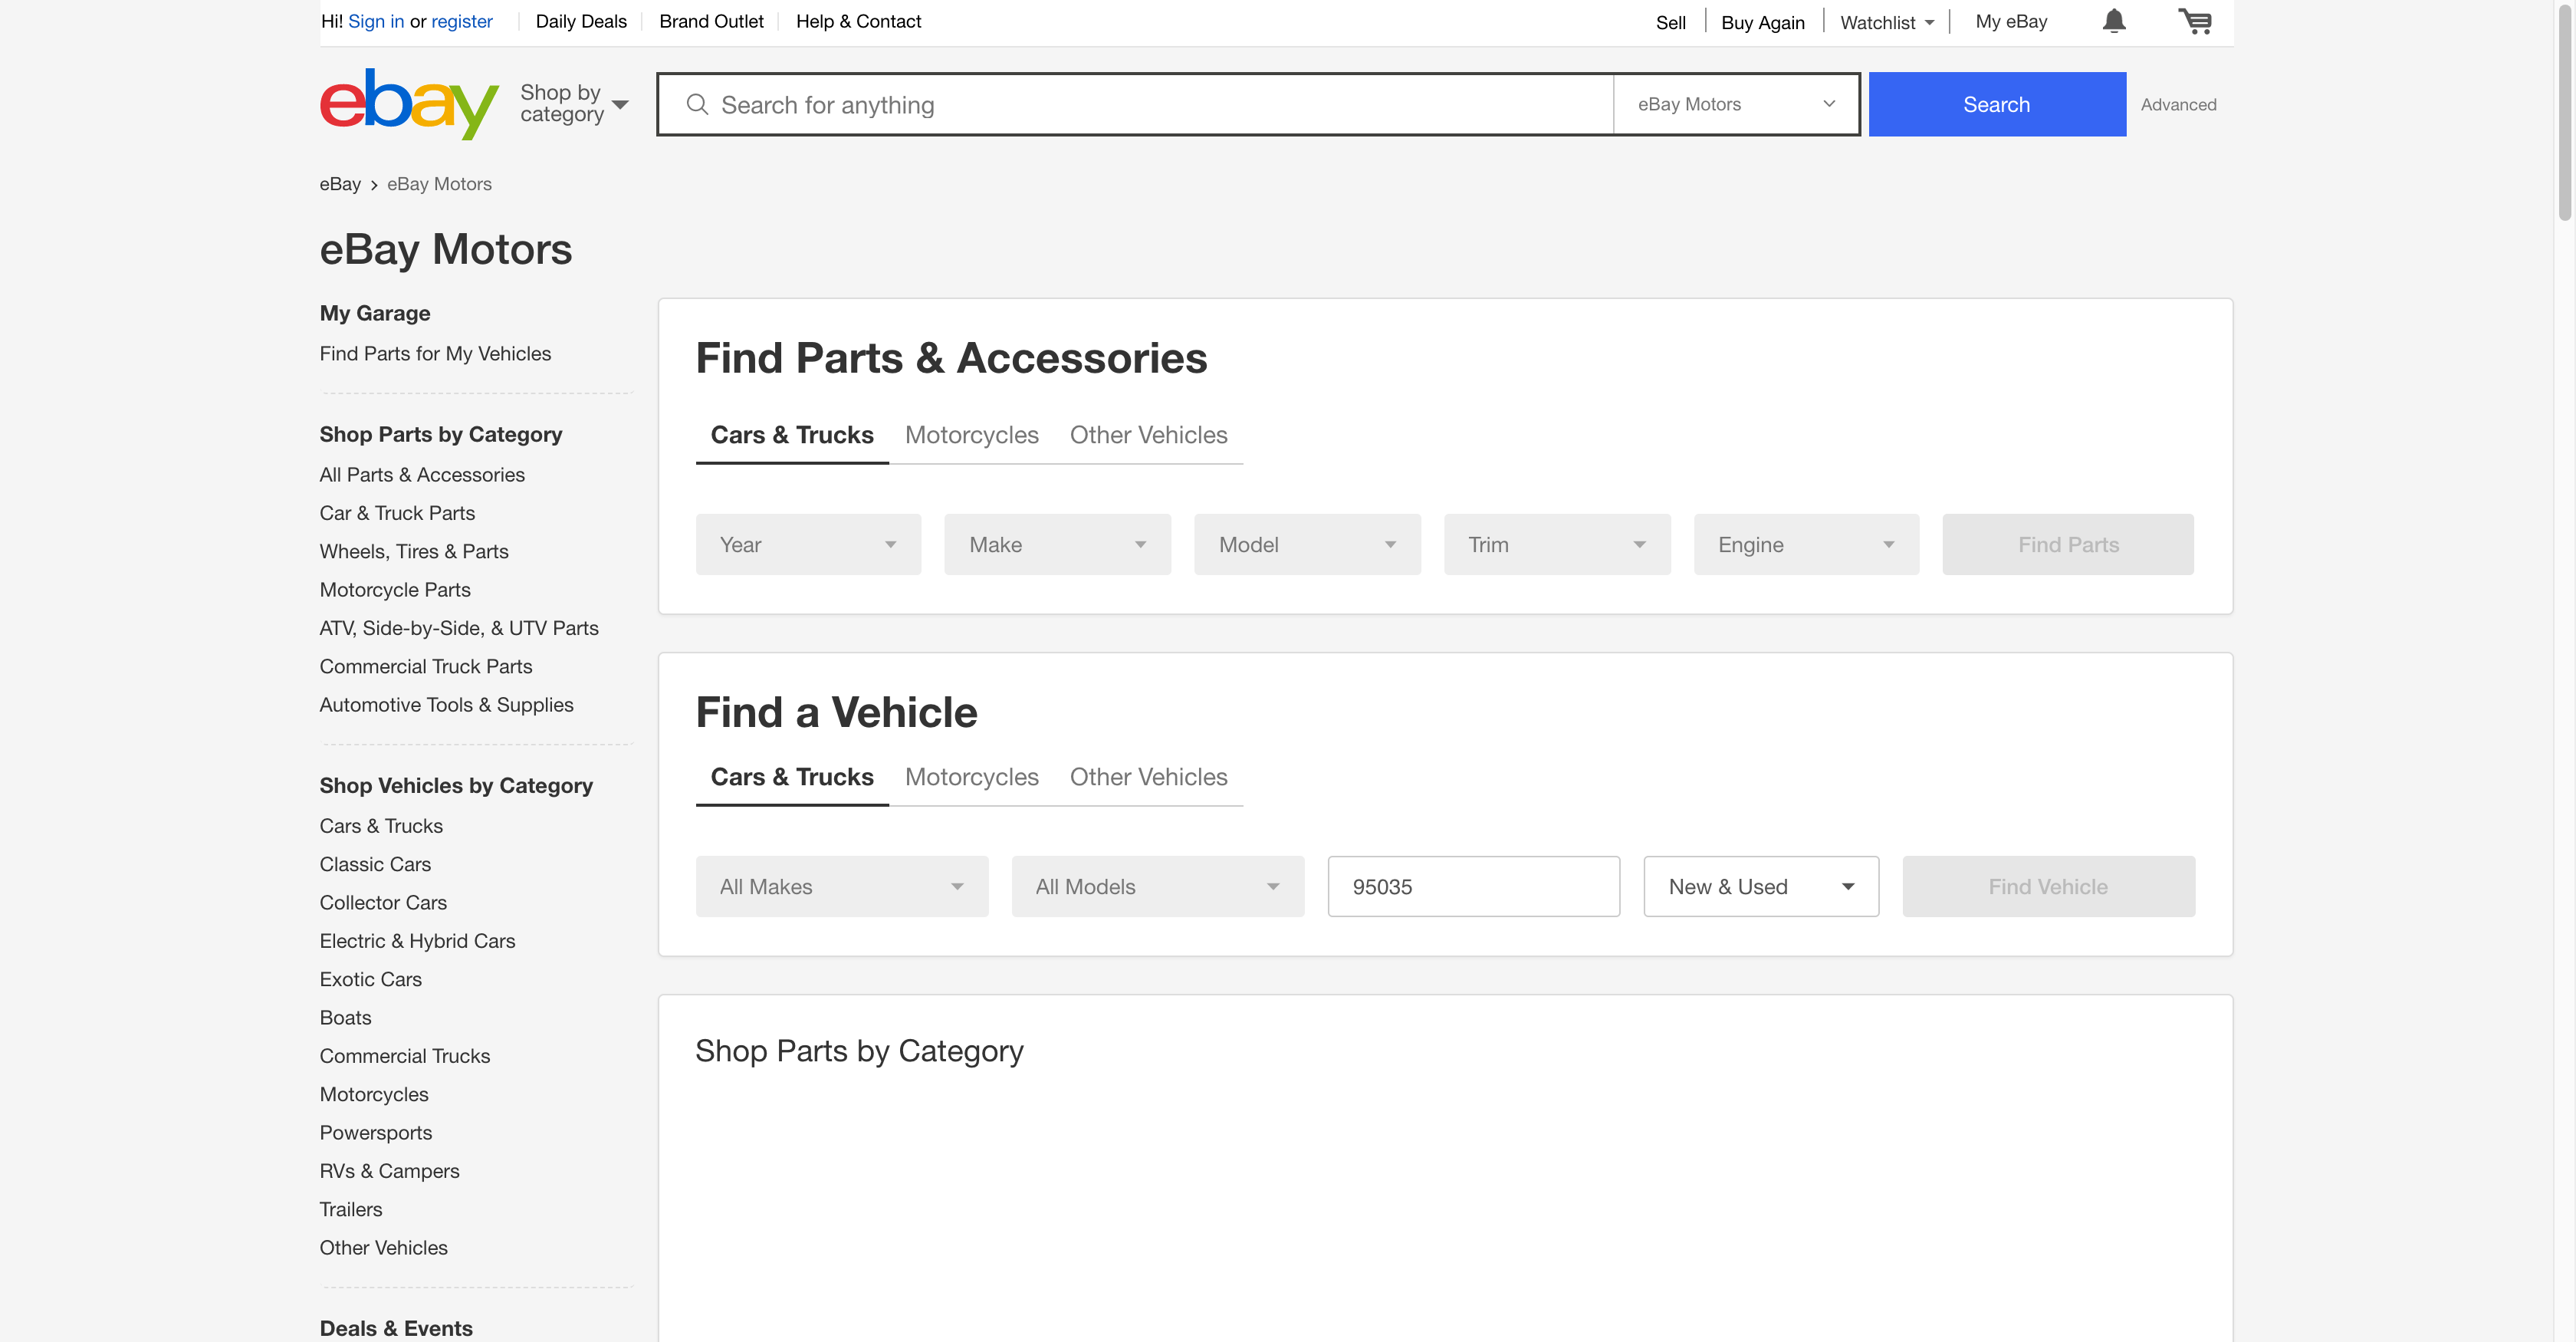 Hi! Sign in or register Daily Deals Brand Outlet Help & Contact Sell Buy Again Watchlist My eBay
ebay
Shop by
category
Search for anything eBay Motors Search Advanced
eBay eBay Motors
eBay Motors
My Garage
Find Parts for My Vehicles
Shop Parts by Category
All Parts & Accessories
Car & Truck Parts
Wheels, Tires & Parts
Motorcycle Parts
ATV, Side-by-Side, & UTV Parts
Commercial Truck Parts
Automotive Tools & Supplies
Shop Vehicles by Category
Cars & Trucks
Classic Cars
Collector Cars
Electric & Hybrid Cars
Exotic Cars
Boats
Commercial Trucks
Motorcycles
Powersports
RVs & Campers
Trailers
Other Vehicles
Deals & Events
Find Parts & Accessories
Cars & Trucks Motorcycles Other Vehicles
Year Make Model Trim Engine Find Parts
Find a Vehicle
Cars & Trucks Motorcycles Other Vehicles
All Makes All Models 95035 New & Used Find Vehicle
Shop Parts by Category